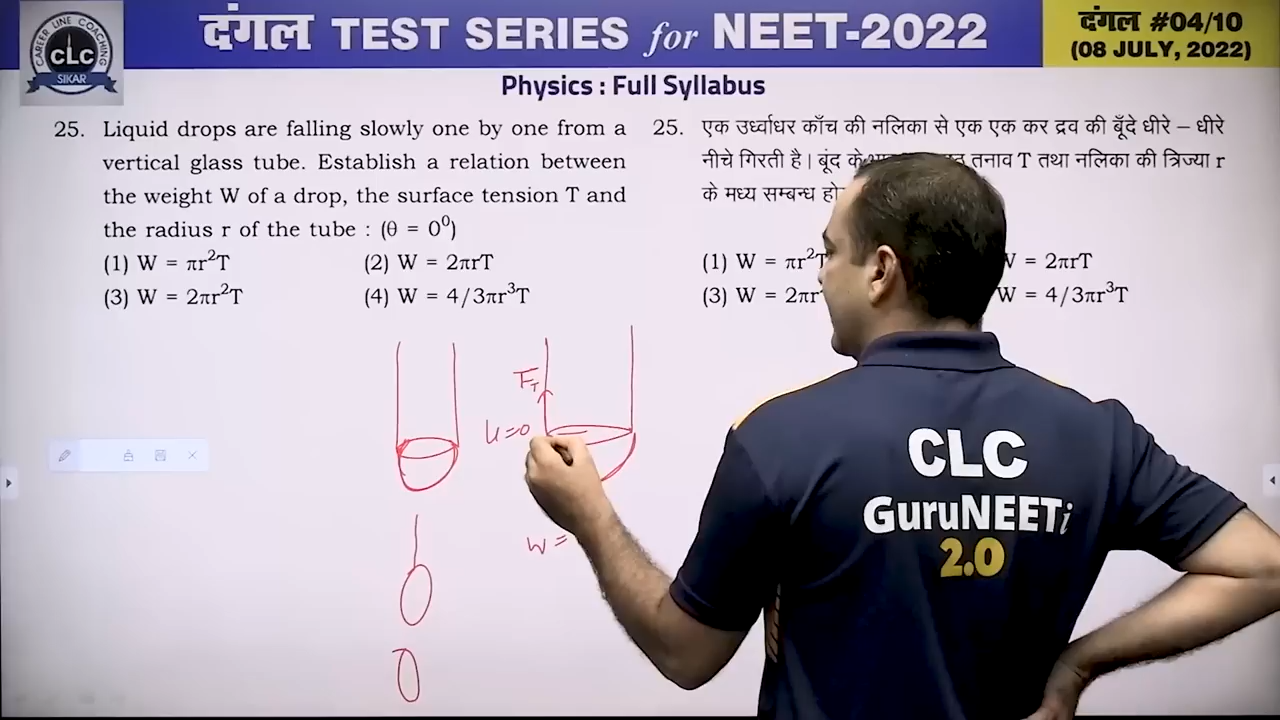 CAREER LINE COACHING
CLC
SIKAR
दंगल TEST SERIES for NEET-2022
दंगल #04/10
(08 JULY, 2022)
Physics : Full Syllabus
25. Liquid drops are falling slowly one by one from a
vertical glass tube. Establish a relation between
the weight W of a drop, the surface tension T and
the radius r of the tube : (θ = 0⁰)
(1) W = πr²T (2) W = 2πrT
(3) W = 2πr²T (4) W = 4/3πr³T
25. एक उर्ध्वाधर काँच की नलिका से एक एक कर द्रव की बूँदे धीरे – धीरे
नीचे गिरती है। बूंद के तनाव T तथा नलिका की त्रिज्या r
के मध्य सम्बन्ध
(1) W = πr² = 2πrT
(3) W = 2πr W = 4/3πr³T
F_T
u=0
W =
CLC
GuruNEETi
2.0